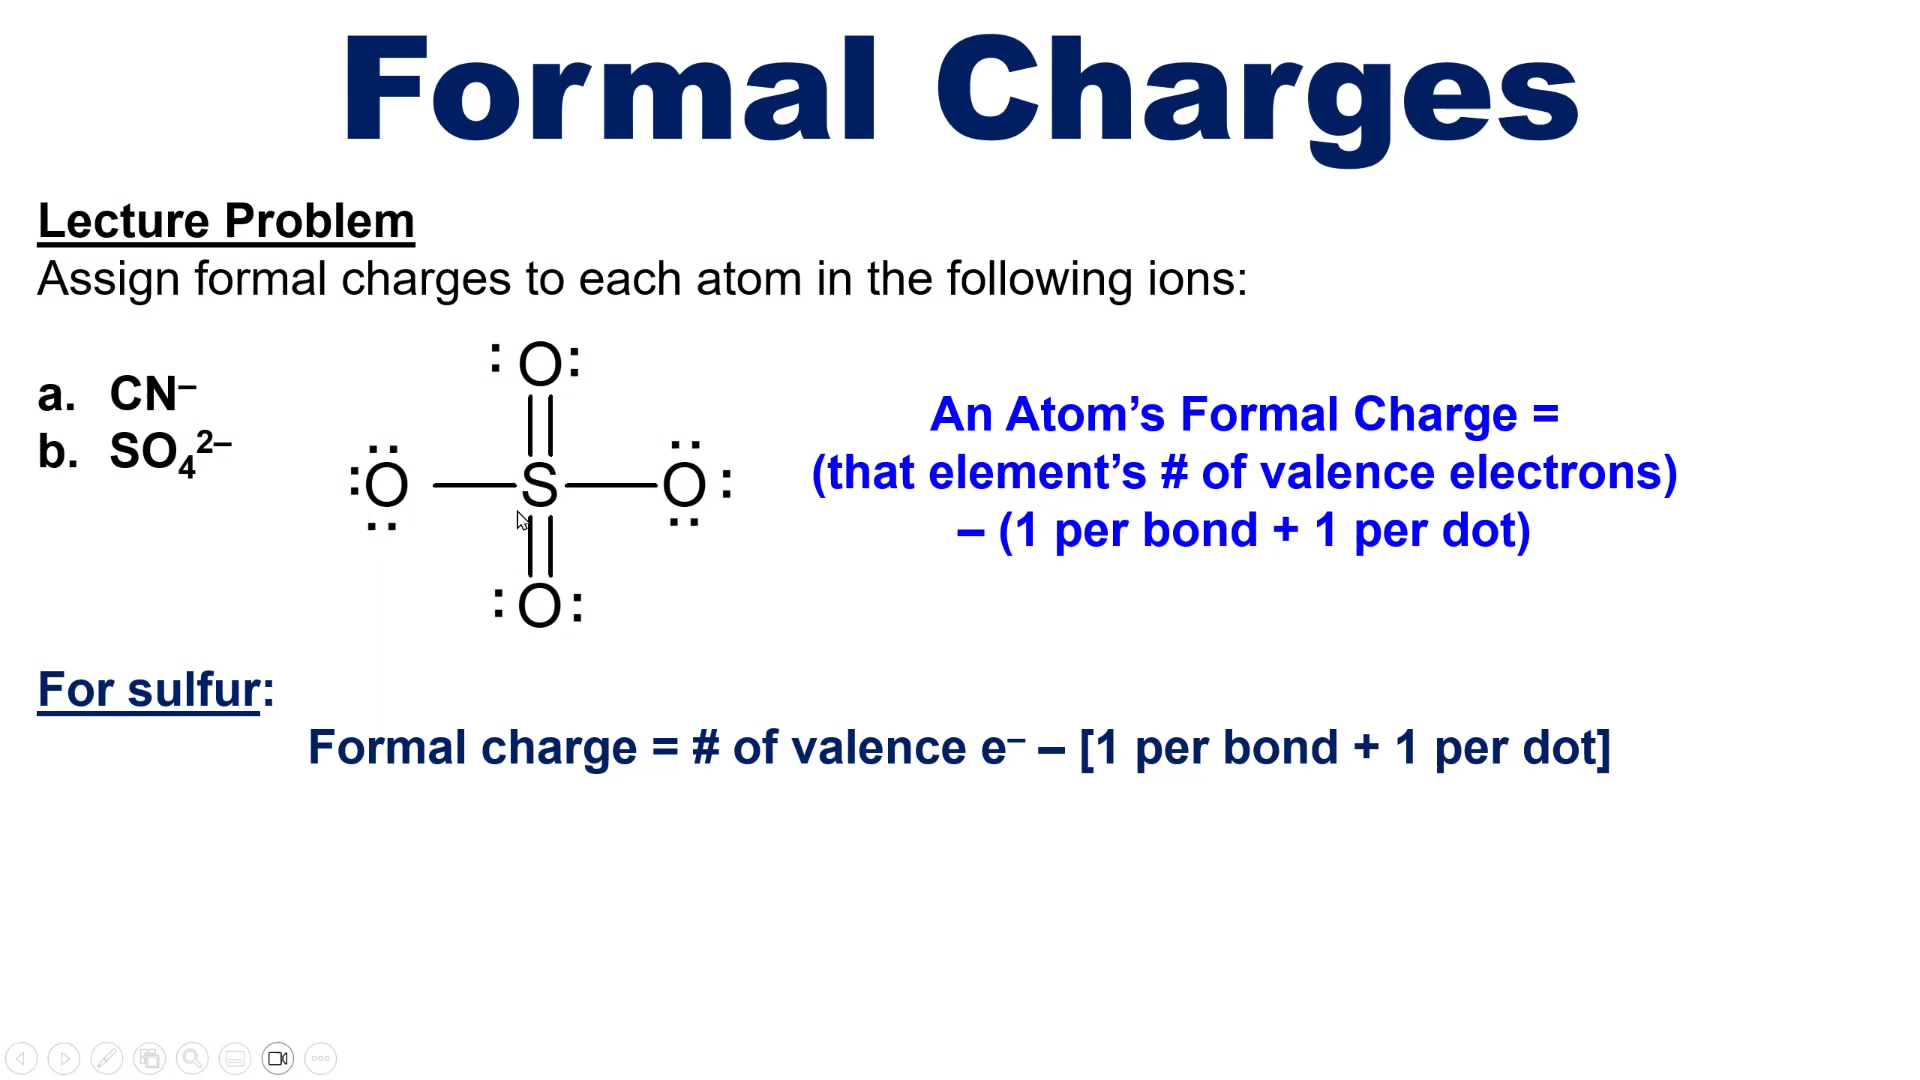 Formal Charges
Lecture Problem
Assign formal charges to each atom in the following ions:
a. CN⁻
b. SO₄²⁻
:O:
:O — S — O:
:O:
An Atom’s Formal Charge =
(that element’s # of valence electrons)
– (1 per bond + 1 per dot)
For sulfur:
Formal charge = # of valence e⁻ – [1 per bond + 1 per dot]